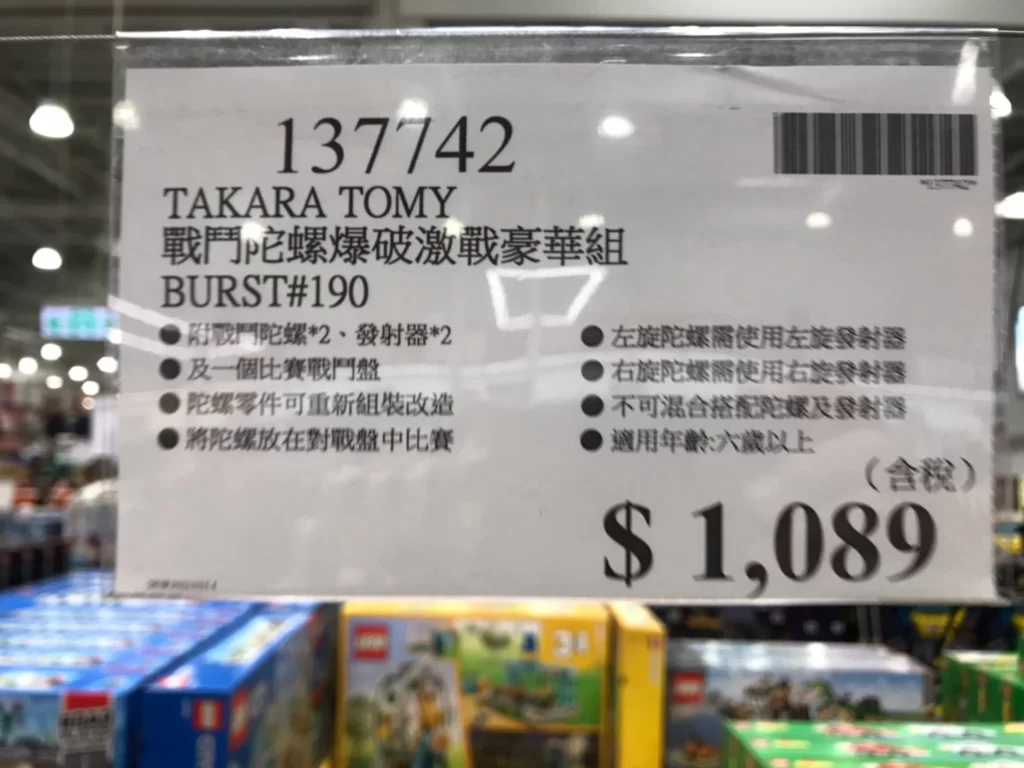 137742
137742
TAKARA TOMY
戰鬥陀螺爆破激戰豪華組
BURST#190
●附戰鬥陀螺*2、發射器*2
●及一個比賽戰鬥盤
●陀螺零件可重新組裝改造
●將陀螺放在對戰盤中比賽
●左旋陀螺需使用左旋發射器
●右旋陀螺需使用右旋發射器
●不可混合搭配陀螺及發射器
●適用年齡:六歲以上
（含稅）
$ 1,089
LEGO
3in1
LEGO